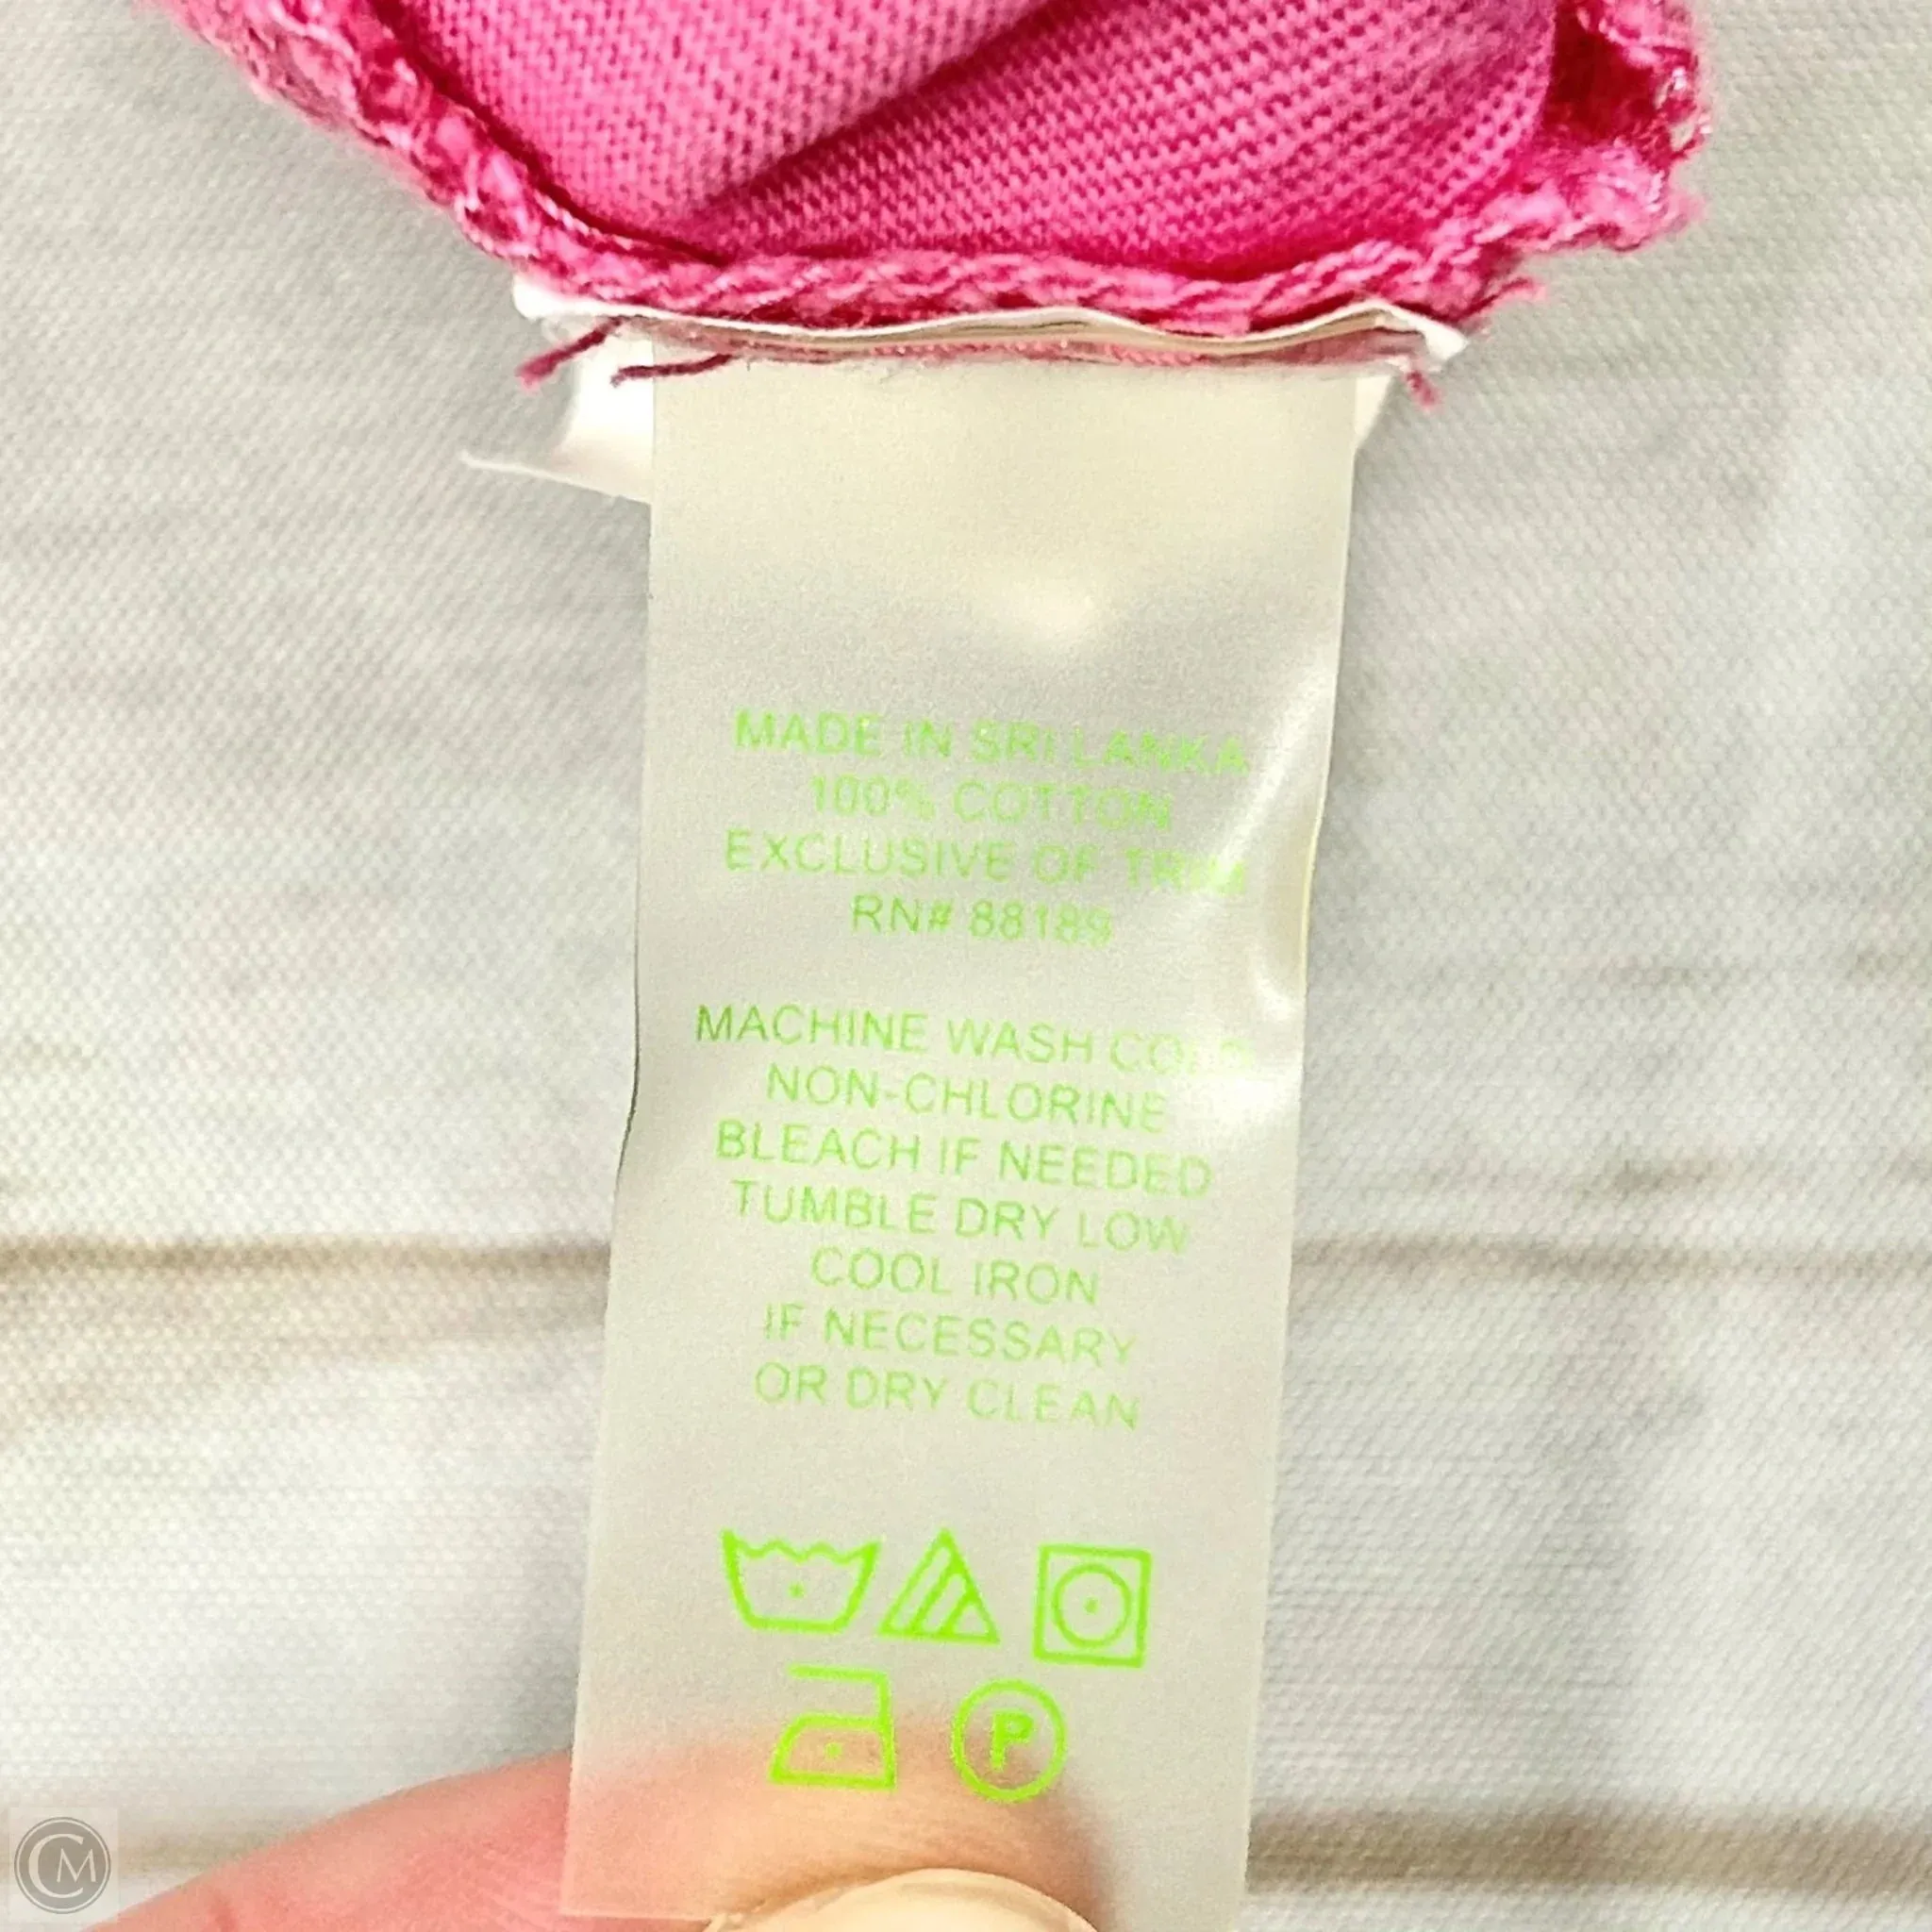 MADE IN SRI LANKA
100% COTTON
EXCLUSIVE OF TRIM
RN# 88189
MACHINE WASH COLD
NON-CHLORINE
BLEACH IF NEEDED
TUMBLE DRY LOW
COOL IRON
IF NECESSARY
OR DRY CLEAN
P
CM